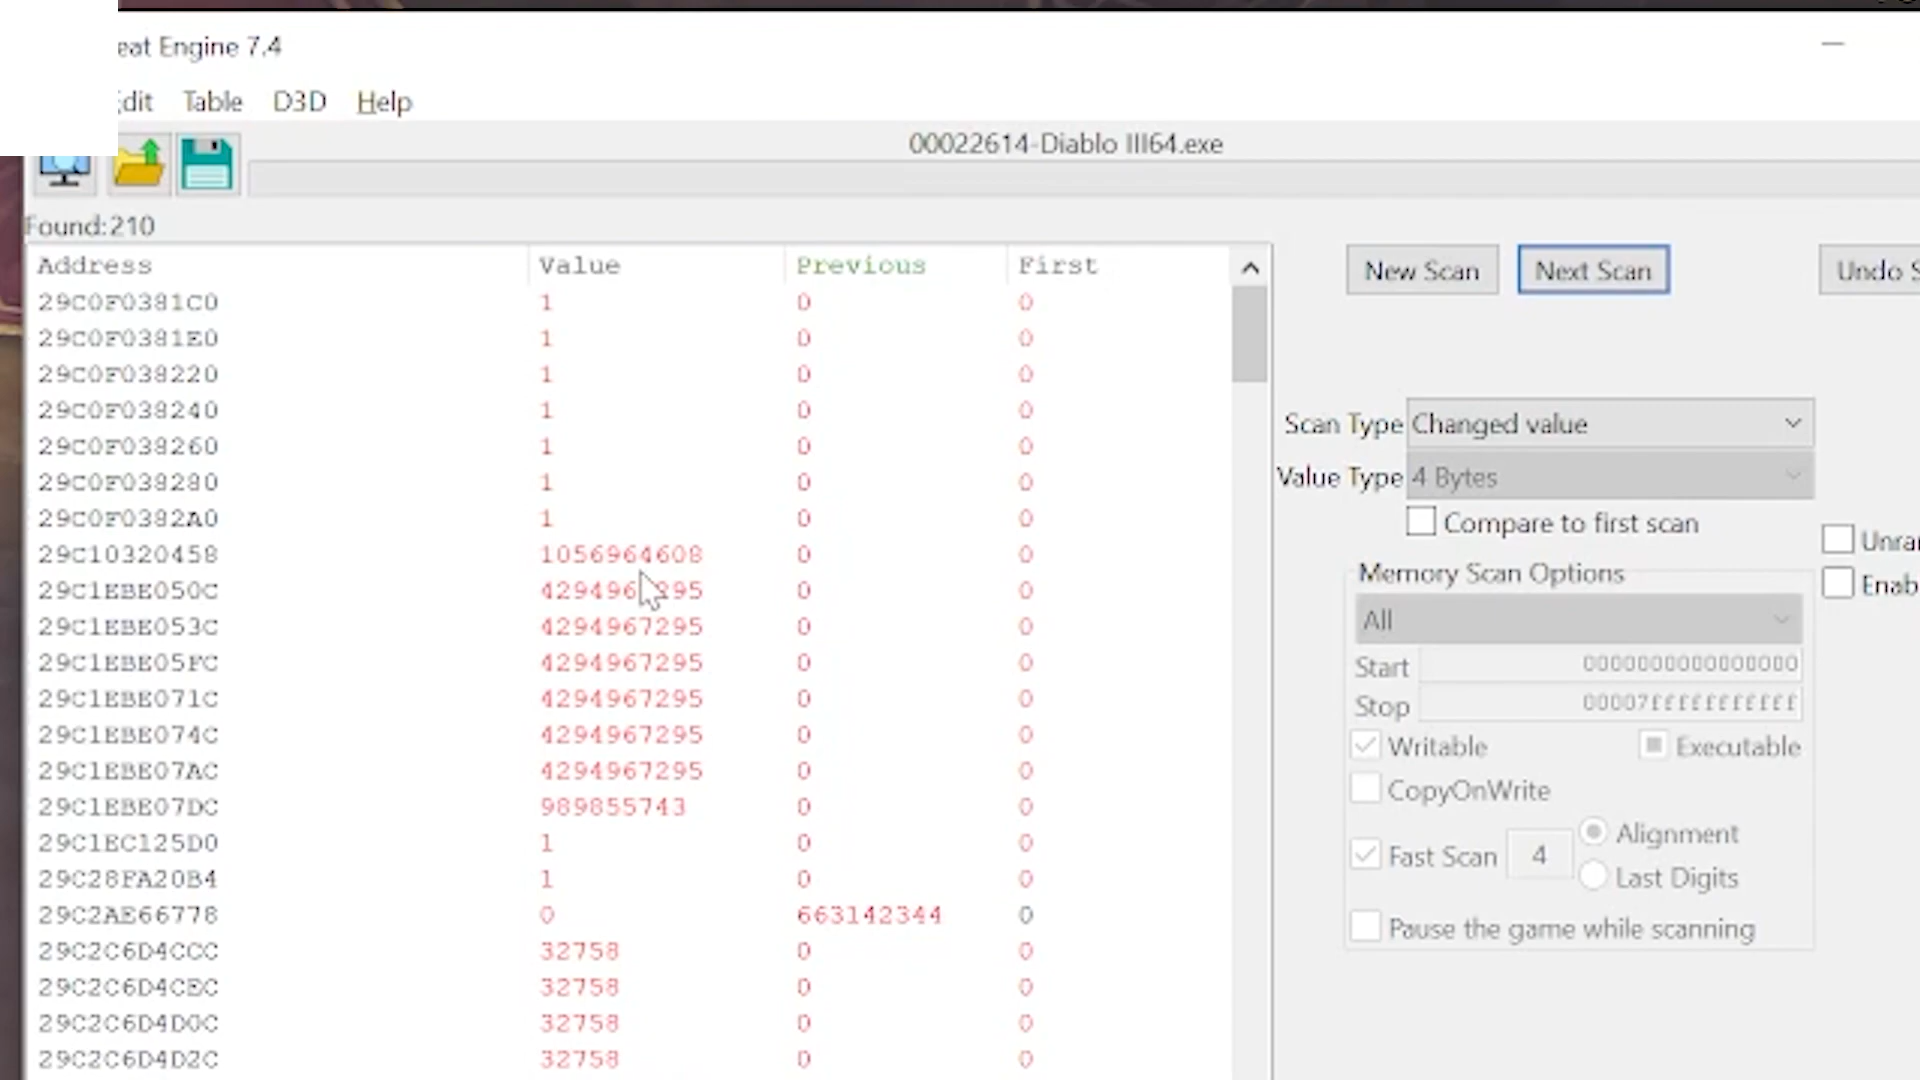 eat Engine 7.4
dit Table D3D Help
00022614-Diablo III64.exe
Found:210
Address Value Previous First
29C0F0381C0 1 0 0
29C0F0381E0 1 0 0
29C0F038220 1 0 0
29C0F038240 1 0 0
29C0F038260 1 0 0
29C0F038280 1 0 0
29C0F0382A0 1 0 0
29C10320458 1056964608 0 0
29C1EBE050C 4294967295 0 0
29C1EBE053C 4294967295 0 0
29C1EBE05FC 4294967295 0 0
29C1EBE071C 4294967295 0 0
29C1EBE074C 4294967295 0 0
29C1EBE07AC 4294967295 0 0
29C1EBE07DC 989855743 0 0
29C1EC125D0 1 0 0
29C28FA20B4 1 0 0
29C2AE66778 0 663142344 0
29C2C6D4CCC 32758 0 0
29C2C6D4CEC 32758 0 0
29C2C6D4D0C 32758 0 0
29C2C6D4D2C 32758 0 0
New Scan Next Scan Undo S
Scan Type Changed value
Value Type 4 Bytes
Compare to first scan
Memory Scan Options
All
Start 0000000000000000
Stop 00007fffffffffff
Writable Executable
CopyOnWrite
Fast Scan 4 Alignment
Last Digits
Pause the game while scanning
Unra
Enab